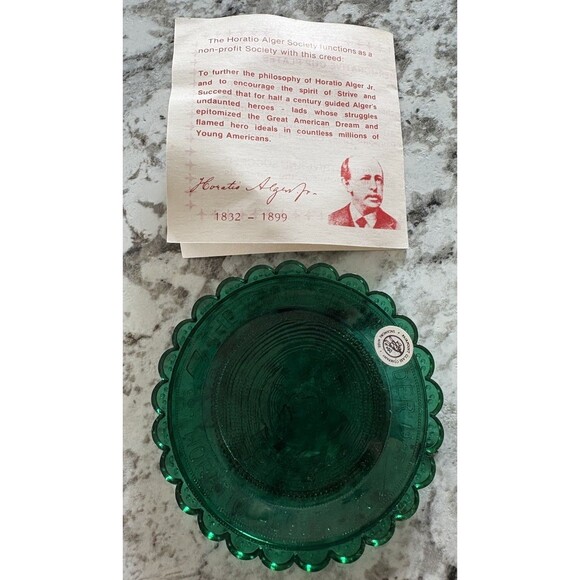 The Horatio Alger Society functions as a
non-profit Society with this creed:
To further the philosophy of Horatio Alger Jr.
and to encourage the spirit of Strive and
Succeed that for half a century guided Alger's
undaunted heroes - lads whose struggles
epitomized the Great American Dream and
flamed hero ideals in countless millions of
Young Americans.
Horatio Alger Jr.
1832 – 1899